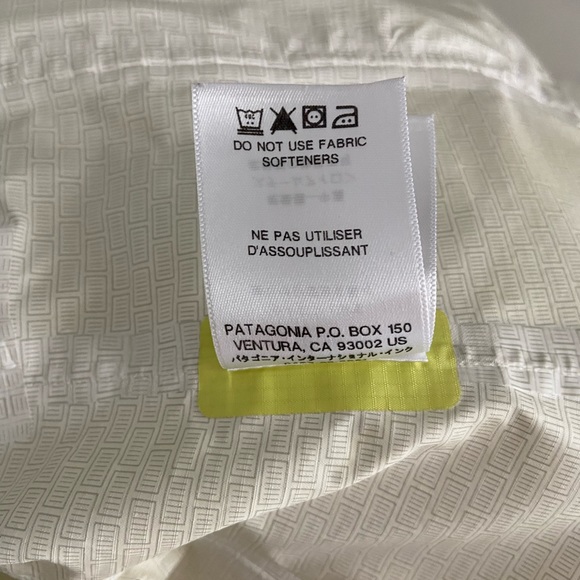 DO NOT USE FABRIC
SOFTENERS
NE PAS UTILISER
D'ASSOUPLISSANT
PATAGONIA P.O. BOX 150
VENTURA, CA 93002 US
パタゴニア・インターナショナル・インク